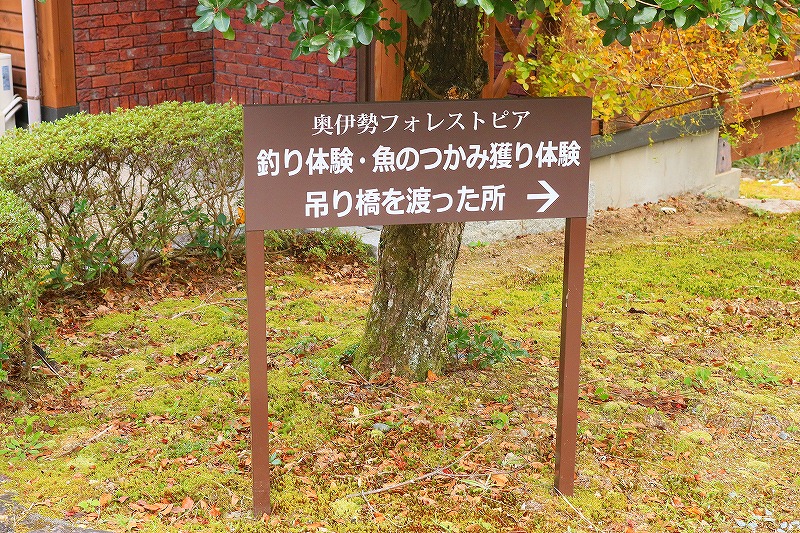 奥伊勢フォレストピア
釣り体験・魚のつかみ獲り体験
吊り橋を渡った所 →